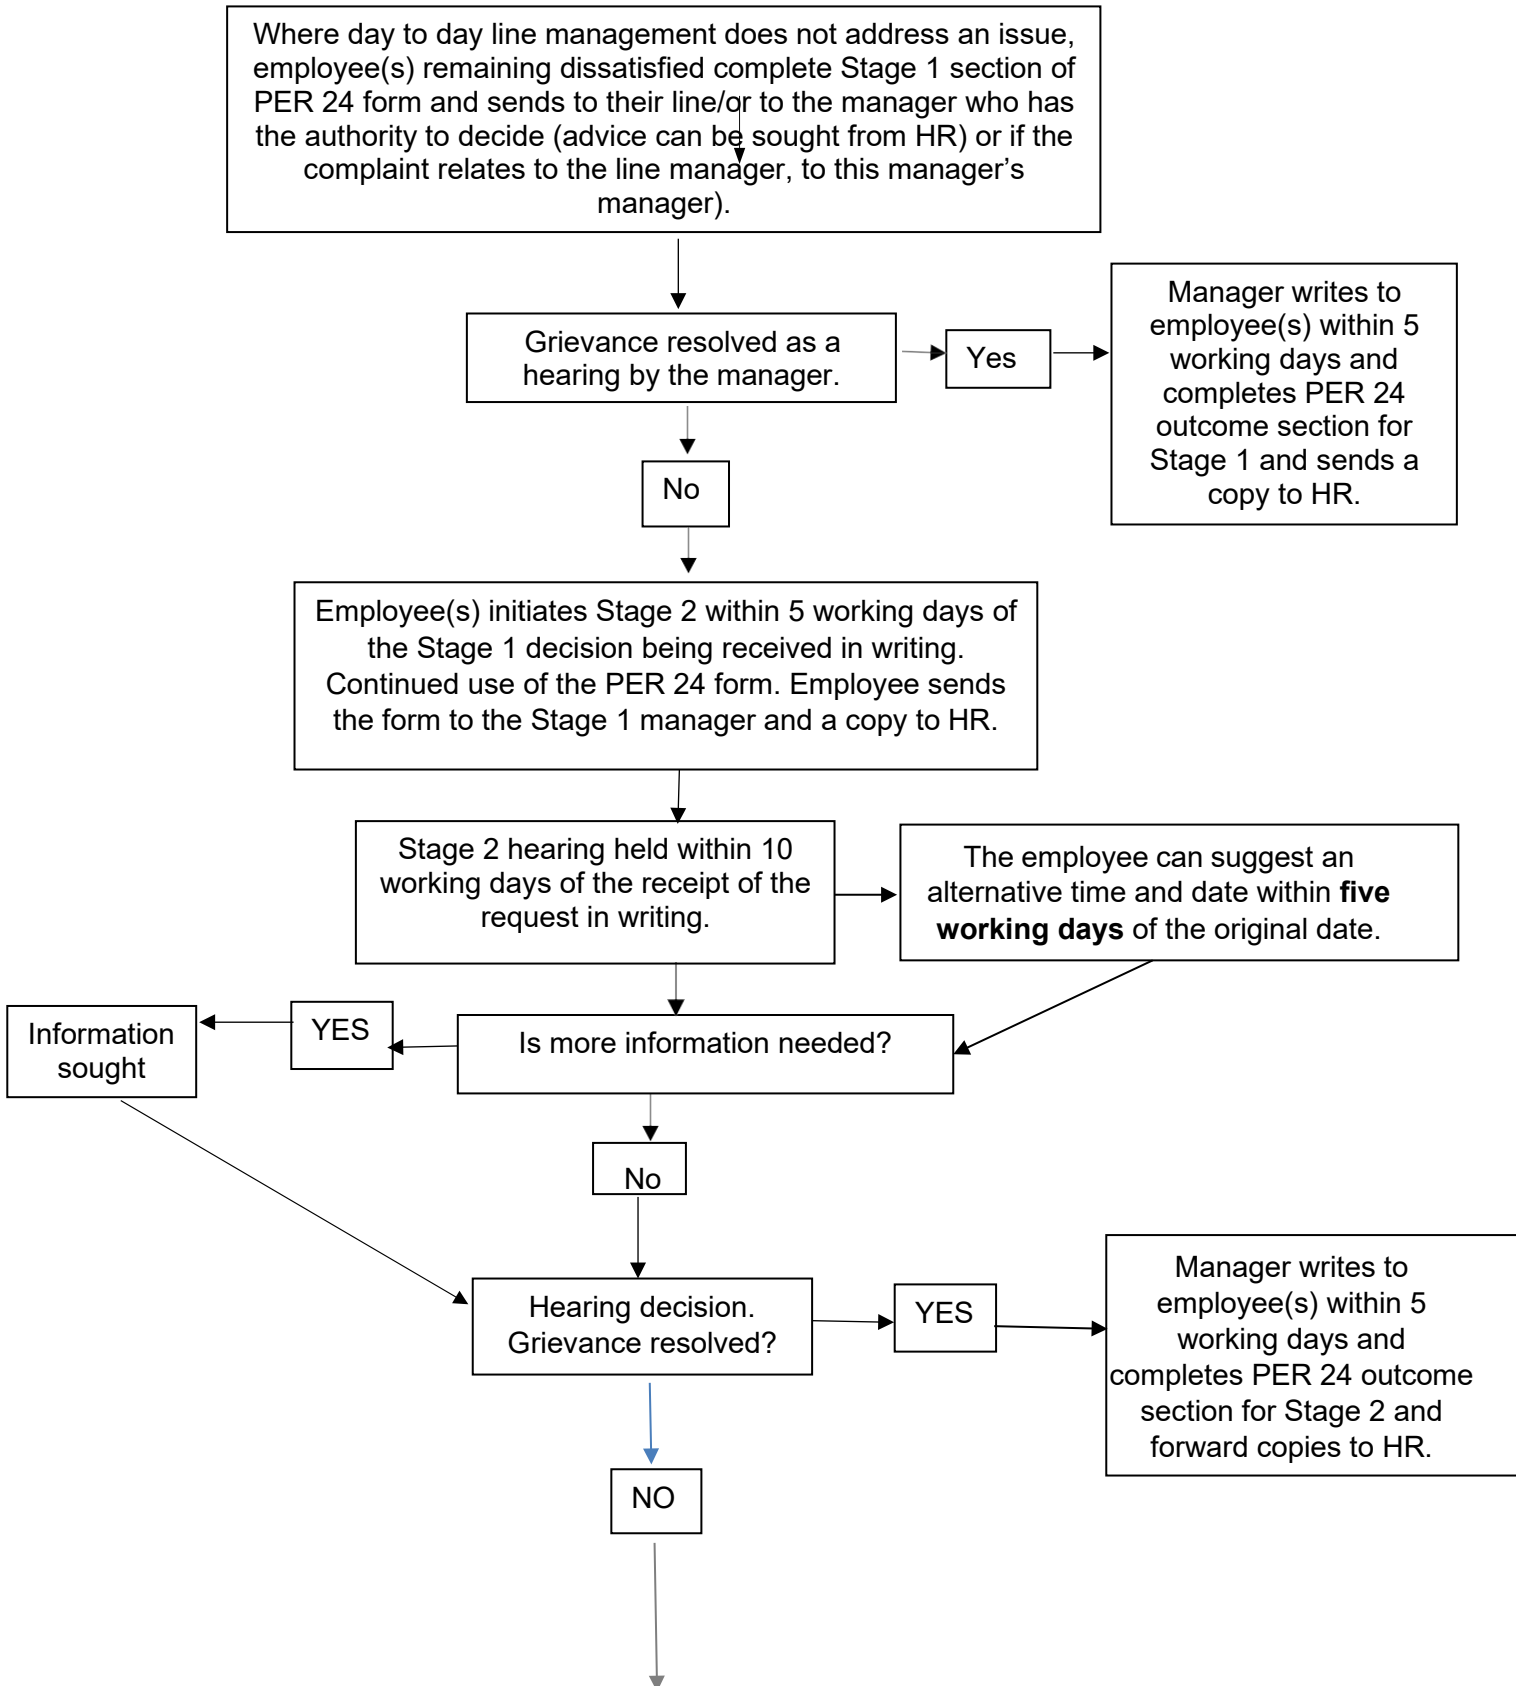 Where day to day line management does not address an issue,
employee(s) remaining dissatisfied complete Stage 1 section of
PER 24 form and sends to their line/or to the manager who has
the authority to decide (advice can be sought from HR) or if the
complaint relates to the line manager, to this manager’s
manager).
Grievance resolved as a
hearing by the manager.
Yes
Manager writes to
employee(s) within 5
working days and
completes PER 24
outcome section for
Stage 1 and sends a
copy to HR.
No
Employee(s) initiates Stage 2 within 5 working days of
the Stage 1 decision being received in writing.
Continued use of the PER 24 form. Employee sends
the form to the Stage 1 manager and a copy to HR.
Stage 2 hearing held within 10
working days of the receipt of the
request in writing.
The employee can suggest an
alternative time and date within five
working days of the original date.
Is more information needed?
YES
Information
sought
No
Hearing decision.
Grievance resolved?
YES
Manager writes to
employee(s) within 5
working days and
completes PER 24 outcome
section for Stage 2 and
forward copies to HR.
NO